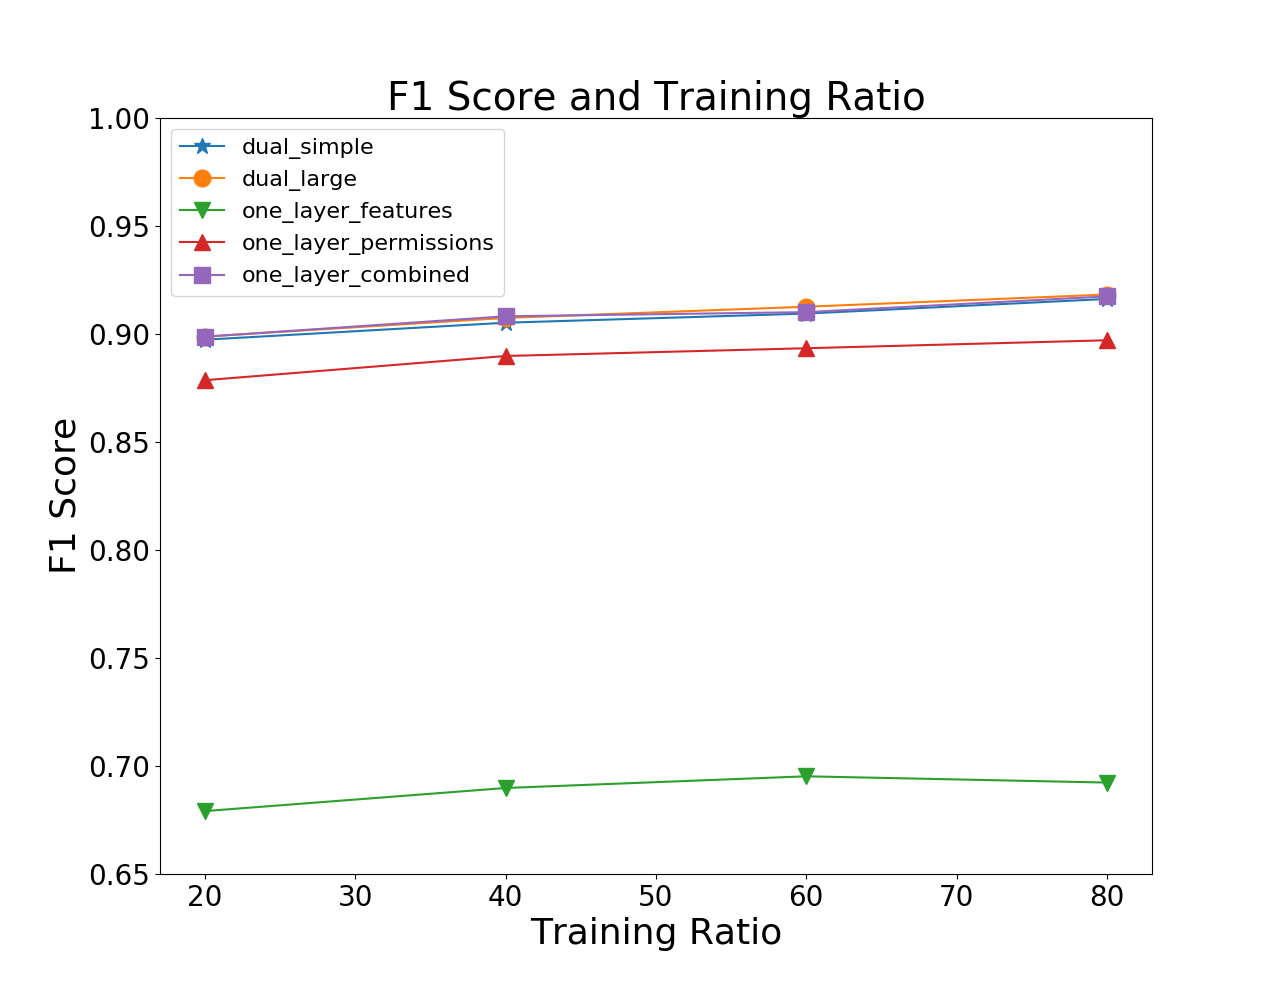 F1 Score and Training Ratio
1.00
0.95
0.90
0.85
0.80
0.75
0.70
0.65
F1 Score
dual_simple
dual_large
one_layer_features
one_layer_permissions
one_layer_combined
20 30 40 50 60 70 80
Training Ratio